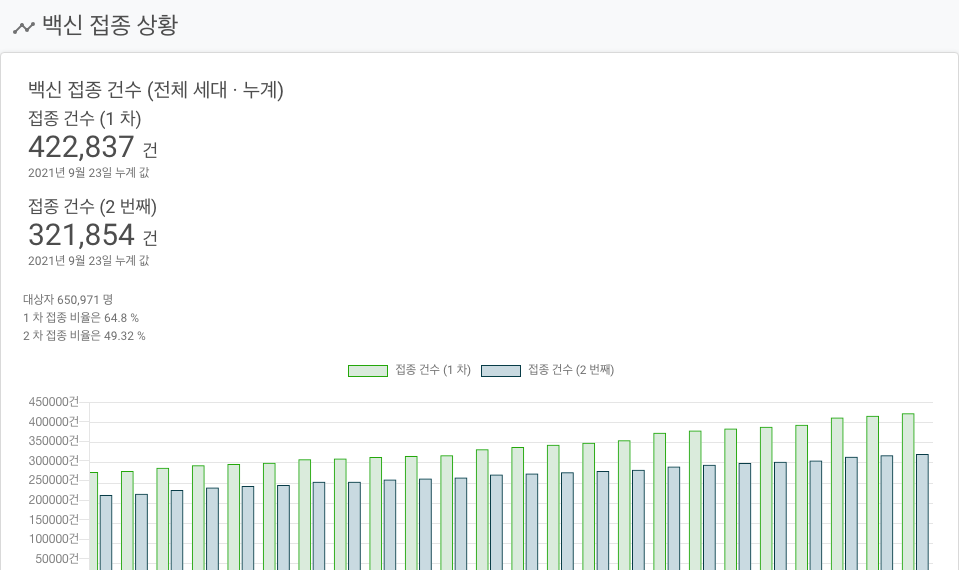 백신 접종 상황
백신 접종 건수 (전체 세대 · 누계)
접종 건수 (1 차)
422,837 건
2021년 9월 23일 누계 값
접종 건수 (2 번째)
321,854 건
2021년 9월 23일 누계 값
대상자 650,971 명
1 차 접종 비율은 64.8 %
2 차 접종 비율은 49.32 %
접종 건수 (1 차) 접종 건수 (2 번째)
450000건
400000건
350000건
300000건
250000건
200000건
150000건
100000건
50000건